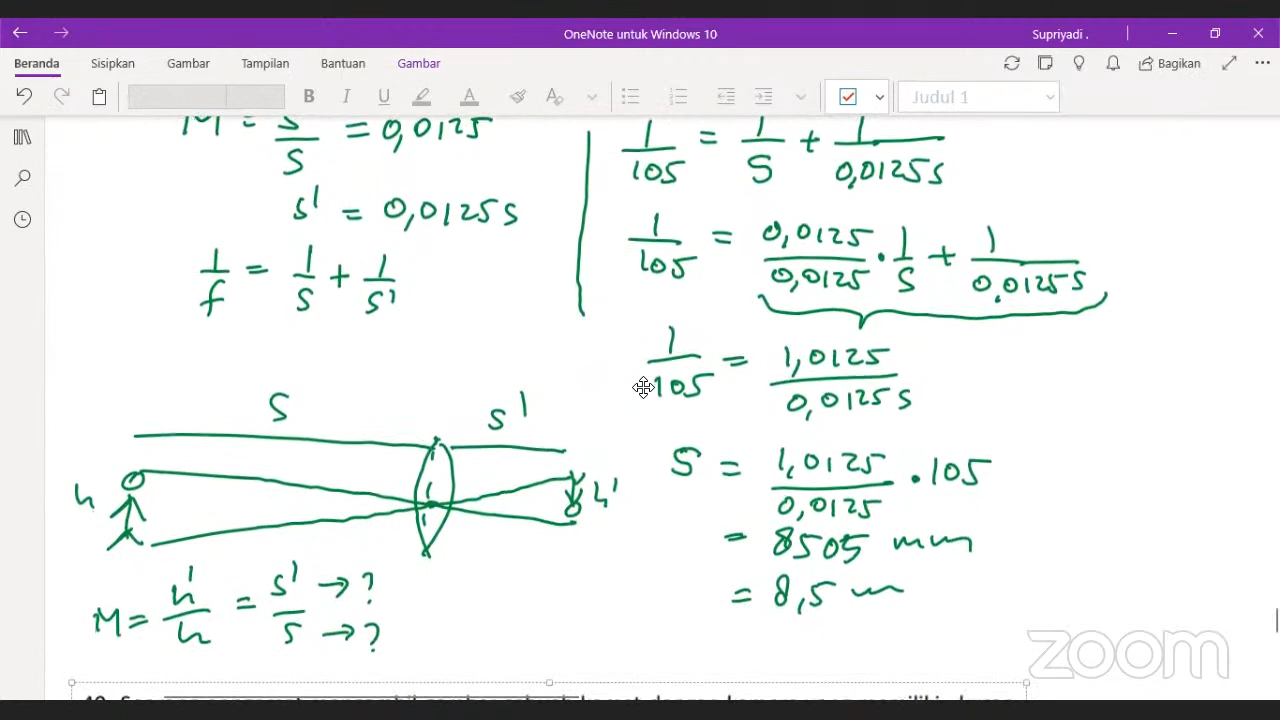 OneNote untuk Windows 10
Supriyadi .
Beranda Sisipkan Gambar Tampilan Bantuan Gambar
Bagikan
B I U A
Judul 1
M = s'/s = 0,0125
s' = 0,0125 s
1/f = 1/s + 1/s'
S s'
h h'
M = h'/h = s'/s → ? → ?
1/105 = 1/S + 1/0,0125s
1/105 = 0,0125/0,0125 . 1/s + 1/0,0125s
1/105 = 1,0125/0,0125 s
S = 1,0125/0,0125 . 105
= 8505 mm
= 8,5 m
zoom